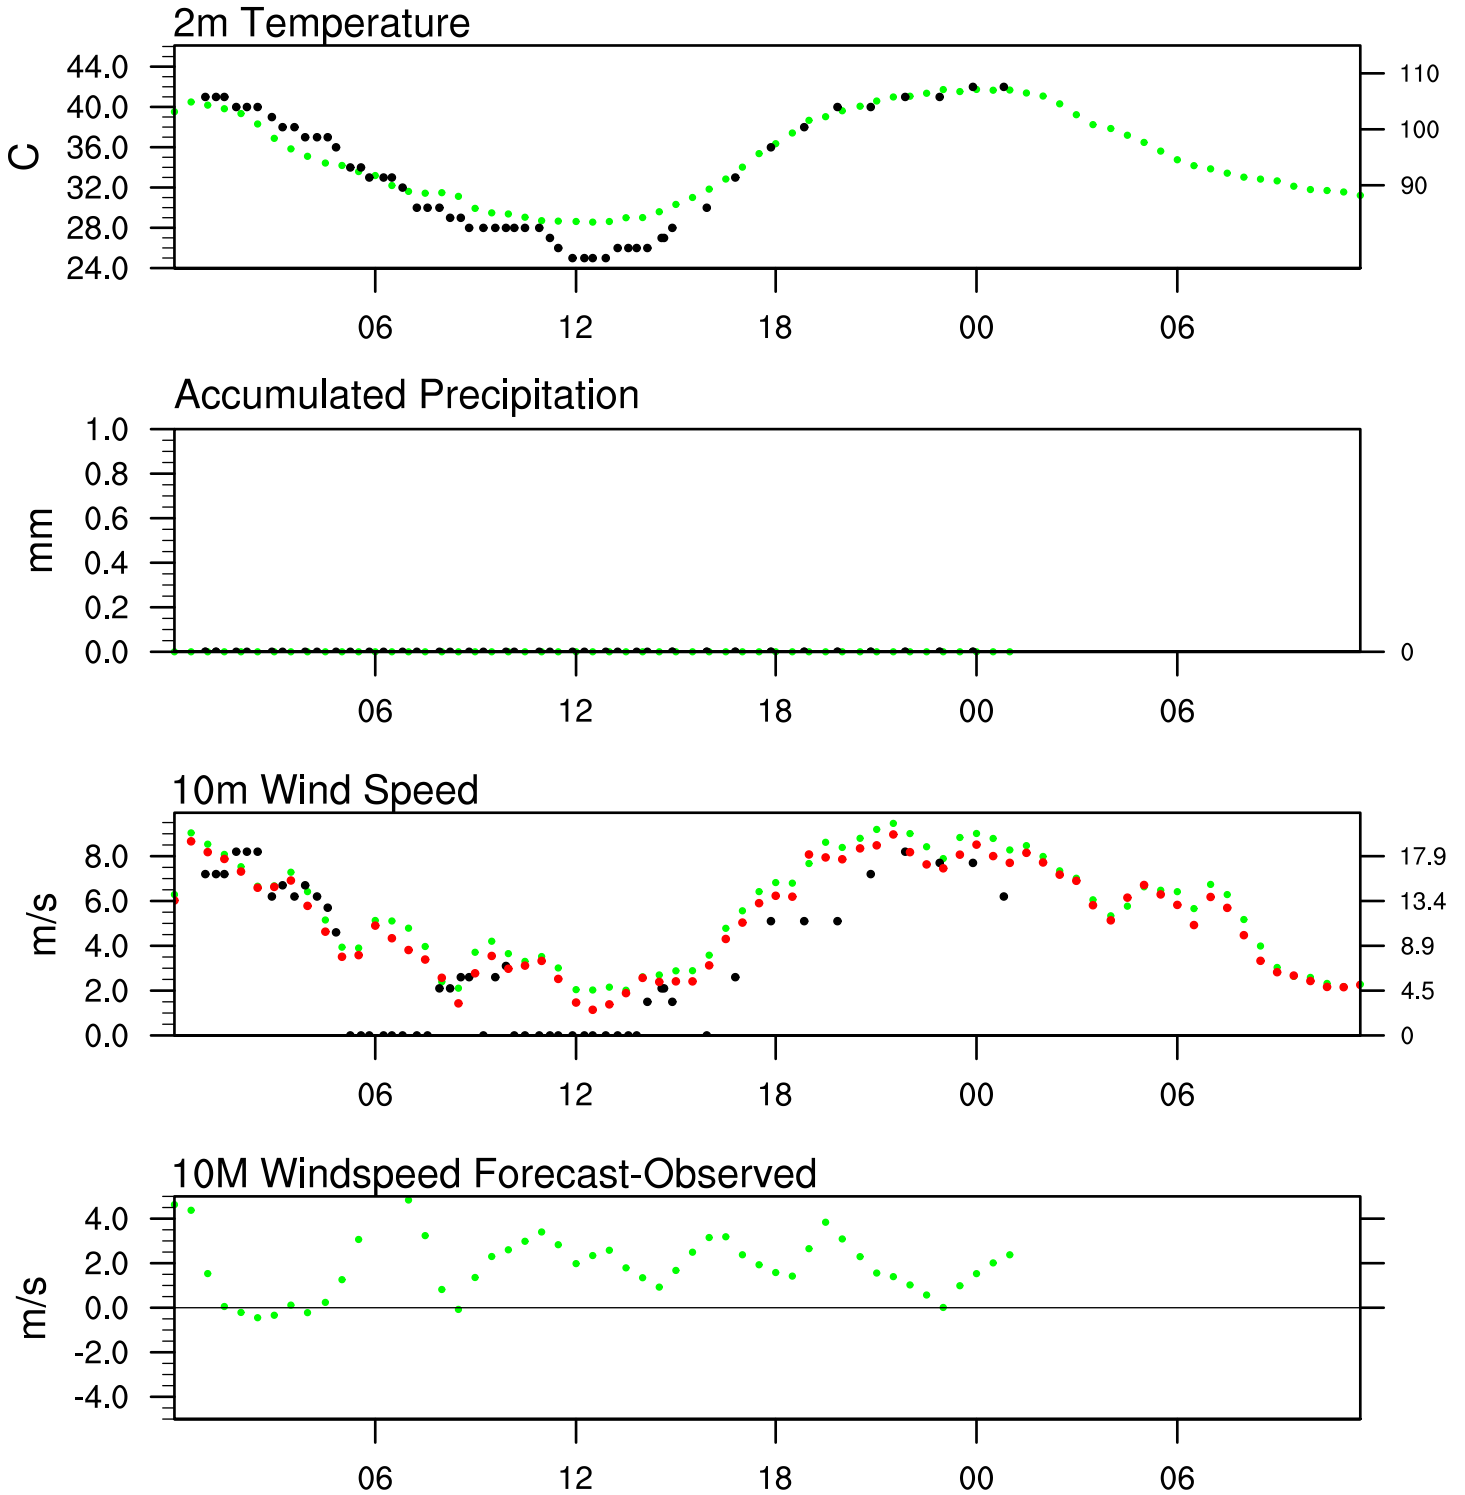 2m Temperature
44.0
40.0
36.0
32.0
28.0
24.0
C
110
100
90
06 12 18 00 06
Accumulated Precipitation
1.0
0.8
0.6
0.4
0.2
0.0
mm
0
06 12 18 00 06
10m Wind Speed
8.0
6.0
4.0
2.0
0.0
m/s
17.9
13.4
8.9
4.5
0
06 12 18 00 06
10M Windspeed Forecast-Observed
4.0
2.0
0.0
-2.0
-4.0
m/s
06 12 18 00 06